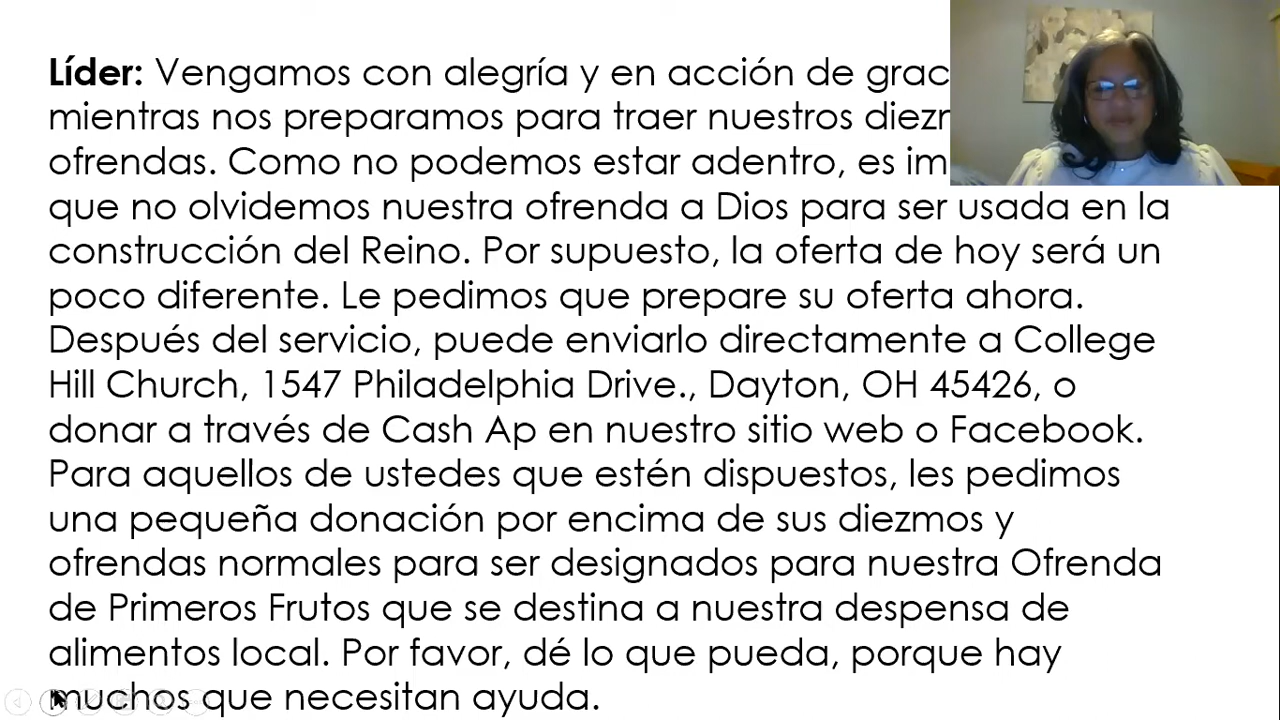 Líder: Vengamos con alegría y en acción de
mientras nos preparamos para traer nuestros
ofrendas. Como no podemos estar adentro, es
que no olvidemos nuestra ofrenda a Dios para ser usada en la
construcción del Reino. Por supuesto, la oferta de hoy será un
poco diferente. Le pedimos que prepare su oferta ahora.
Después del servicio, puede enviarlo directamente a College
Hill Church, 1547 Philadelphia Drive., Dayton, OH 45426, o
donar a través de Cash Ap en nuestro sitio web o Facebook.
Para aquellos de ustedes que estén dispuestos, les pedimos
una pequeña donación por encima de sus diezmos y
ofrendas normales para ser designados para nuestra Ofrenda
de Primeros Frutos que se destina a nuestra despensa de
alimentos local. Por favor, dé lo que pueda, porque hay
muchos que necesitan ayuda.